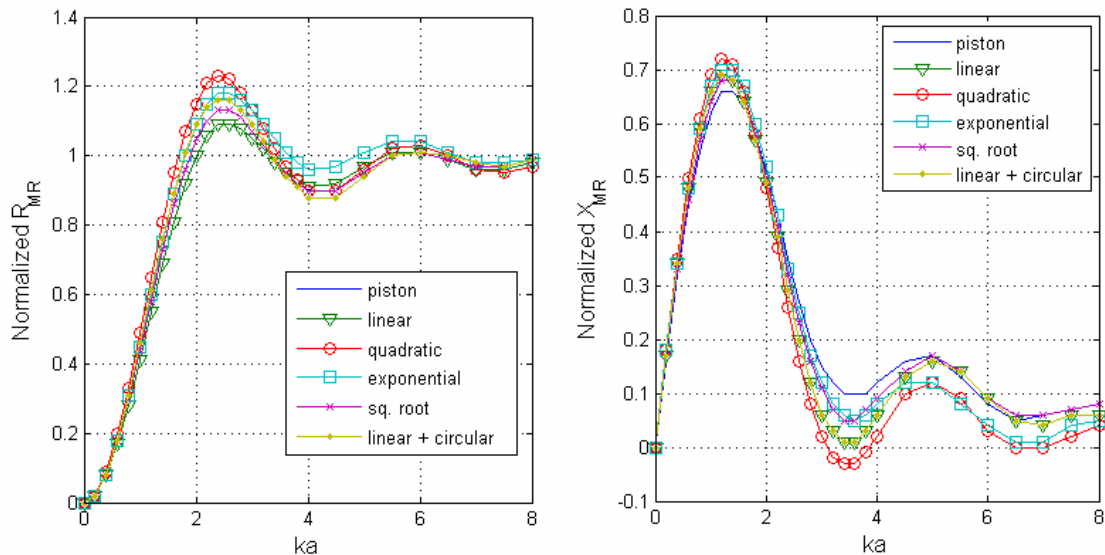 Normalized R_MR
1.4
1.2
1
0.8
0.6
0.4
0.2
0
0
2
4
6
8
ka
piston
linear
quadratic
exponential
sq. root
linear + circular
Normalized X_MR
0.8
0.7
0.6
0.5
0.4
0.3
0.2
0.1
0
-0.1
0
2
4
6
8
ka
piston
linear
quadratic
exponential
sq. root
linear + circular